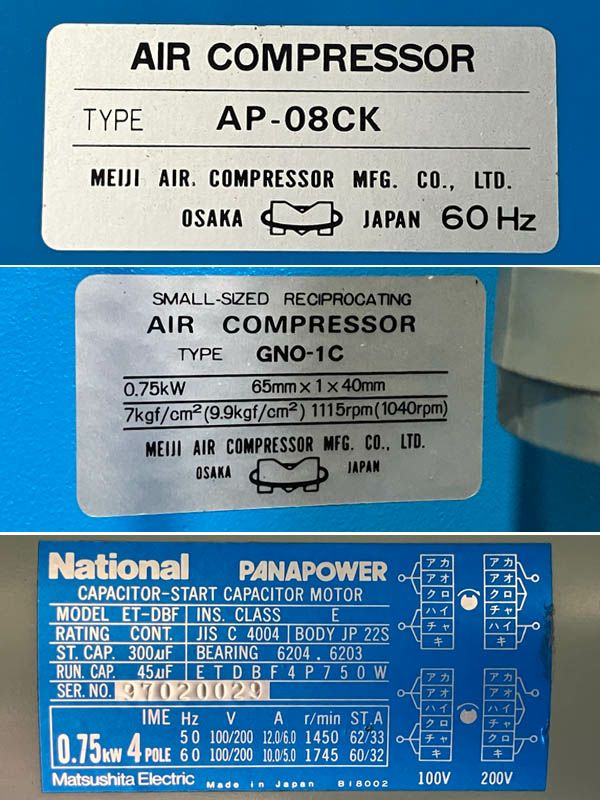 AIR COMPRESSOR
TYPE AP-08CK
MEIJI AIR. COMPRESSOR MFG. CO., LTD.
OSAKA JAPAN 60 Hz
SMALL-SIZED RECIPROCATING
AIR COMPRESSOR
TYPE GNO-1C
0.75kW 65mm×1×40mm
7kgf/cm² (9.9kgf/cm²) 1115rpm (1040rpm)
MEIJI AIR COMPRESSOR MFG. CO., LTD.
OSAKA JAPAN
National PANAPOWER
CAPACITOR-START CAPACITOR MOTOR
MODEL ET-DBF INS. CLASS E
RATING CONT. JIS C 4004 BODY JP 22S
ST. CAP. 300µF BEARING 6204.6203
RUN. CAP. 45µF ETDBF4P750W
SER. NO. 97020029
IME Hz V A r/min ST.A
50 100/200 12.0/6.0 1450 62/33
0.75kW 4 POLE 60 100/200 10.0/5.0 1745 60/32
Matsushita Electric Made in Japan B18002
アカ アカ
アオ アオ
クロ クロ
ハイ チャ
チャ ハイ
キ キ
アカ アカ
アオ アオ
ハイ ハイ
クロ チャ
チャ クロ
キ キ
100V 200V